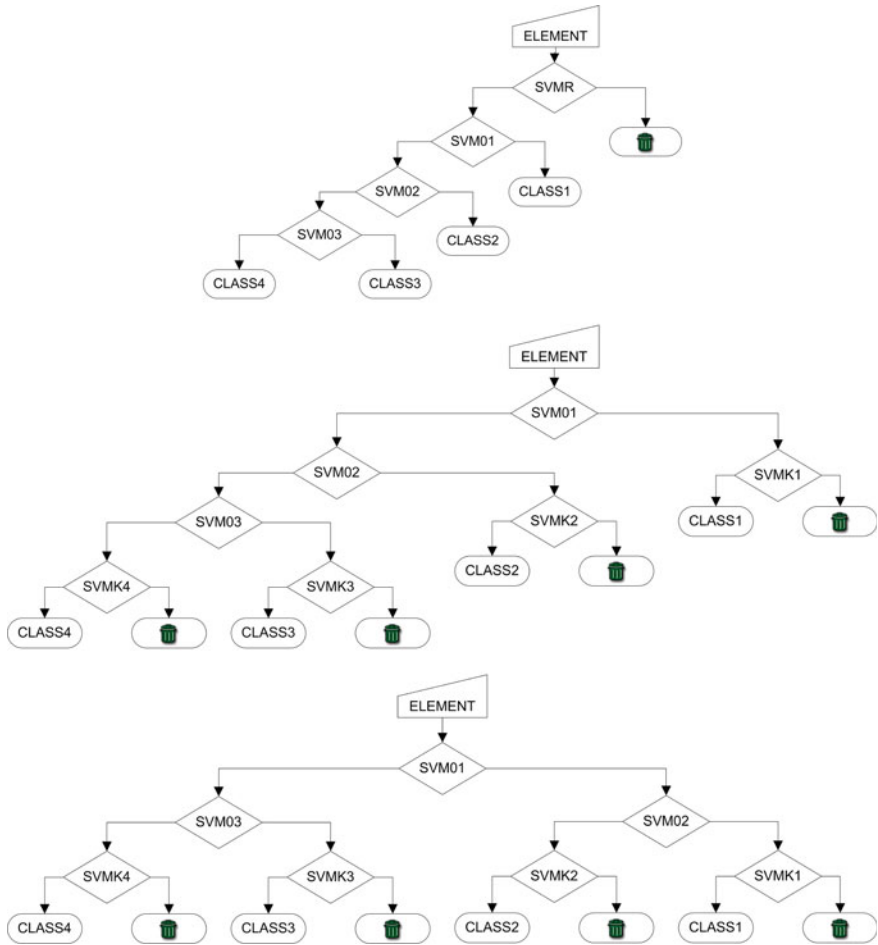 ELEMENT
SVMR
SVM01
SVM02
CLASS1
SVM03
CLASS2
CLASS4
CLASS3
ELEMENT
SVM01
SVM02
SVMK1
SVM03
SVMK2
CLASS1
SVMK4
SVMK3
CLASS2
CLASS4
CLASS3
ELEMENT
SVM01
SVM03
SVM02
SVMK4
SVMK3
SVMK2
SVMK1
CLASS4
CLASS3
CLASS2
CLASS1